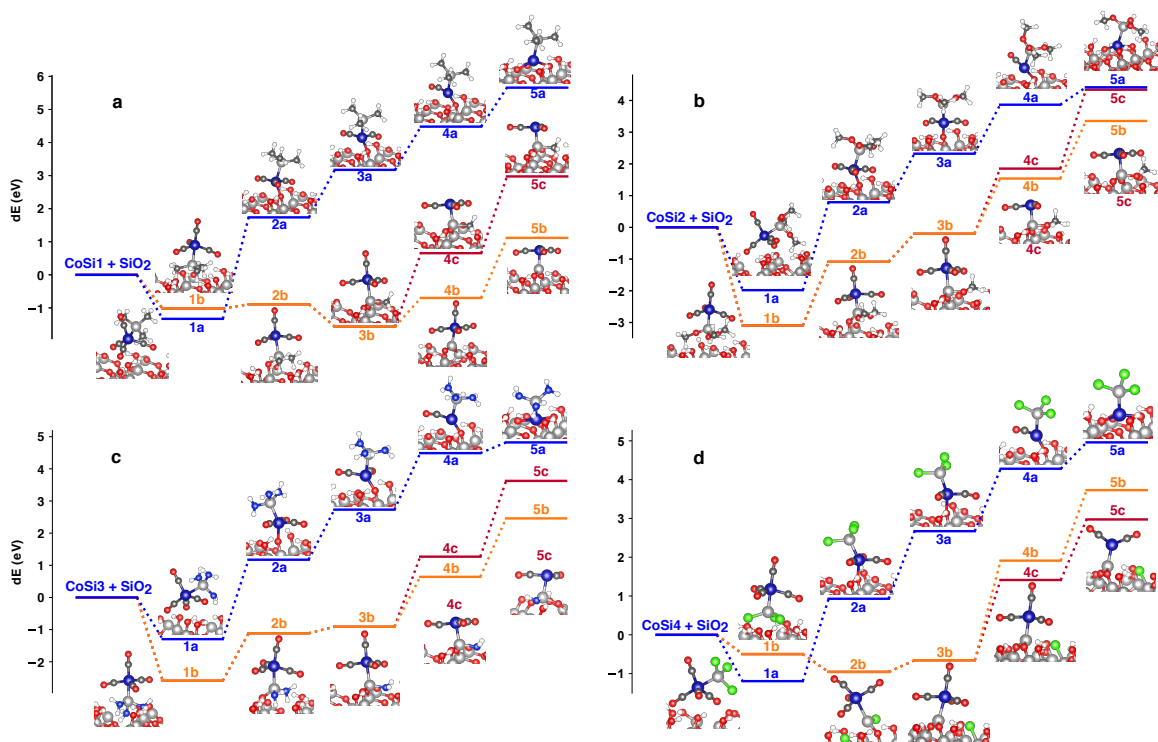 a
dE (eV)
6
5
4
3
2
1
0
−1
CoSi1 + SiO2
1a
1b
2a
2b
3a
3b
4a
4c
4b
5a
5c
5b
b
4
3
2
1
0
−1
−2
−3
CoSi2 + SiO2
1a
1b
2a
2b
3a
3b
4a
4c
4b
4c
5a
5c
5b
5c
c
dE (eV)
5
4
3
2
1
0
−1
−2
CoSi3 + SiO2
1a
1b
2a
2b
3a
3b
4a
4c
4b
4c
5a
5c
5b
5c
d
5
4
3
2
1
0
−1
CoSi4 + SiO2
1b
1a
2a
2b
3a
3b
4a
4b
4c
5a
5b
5c